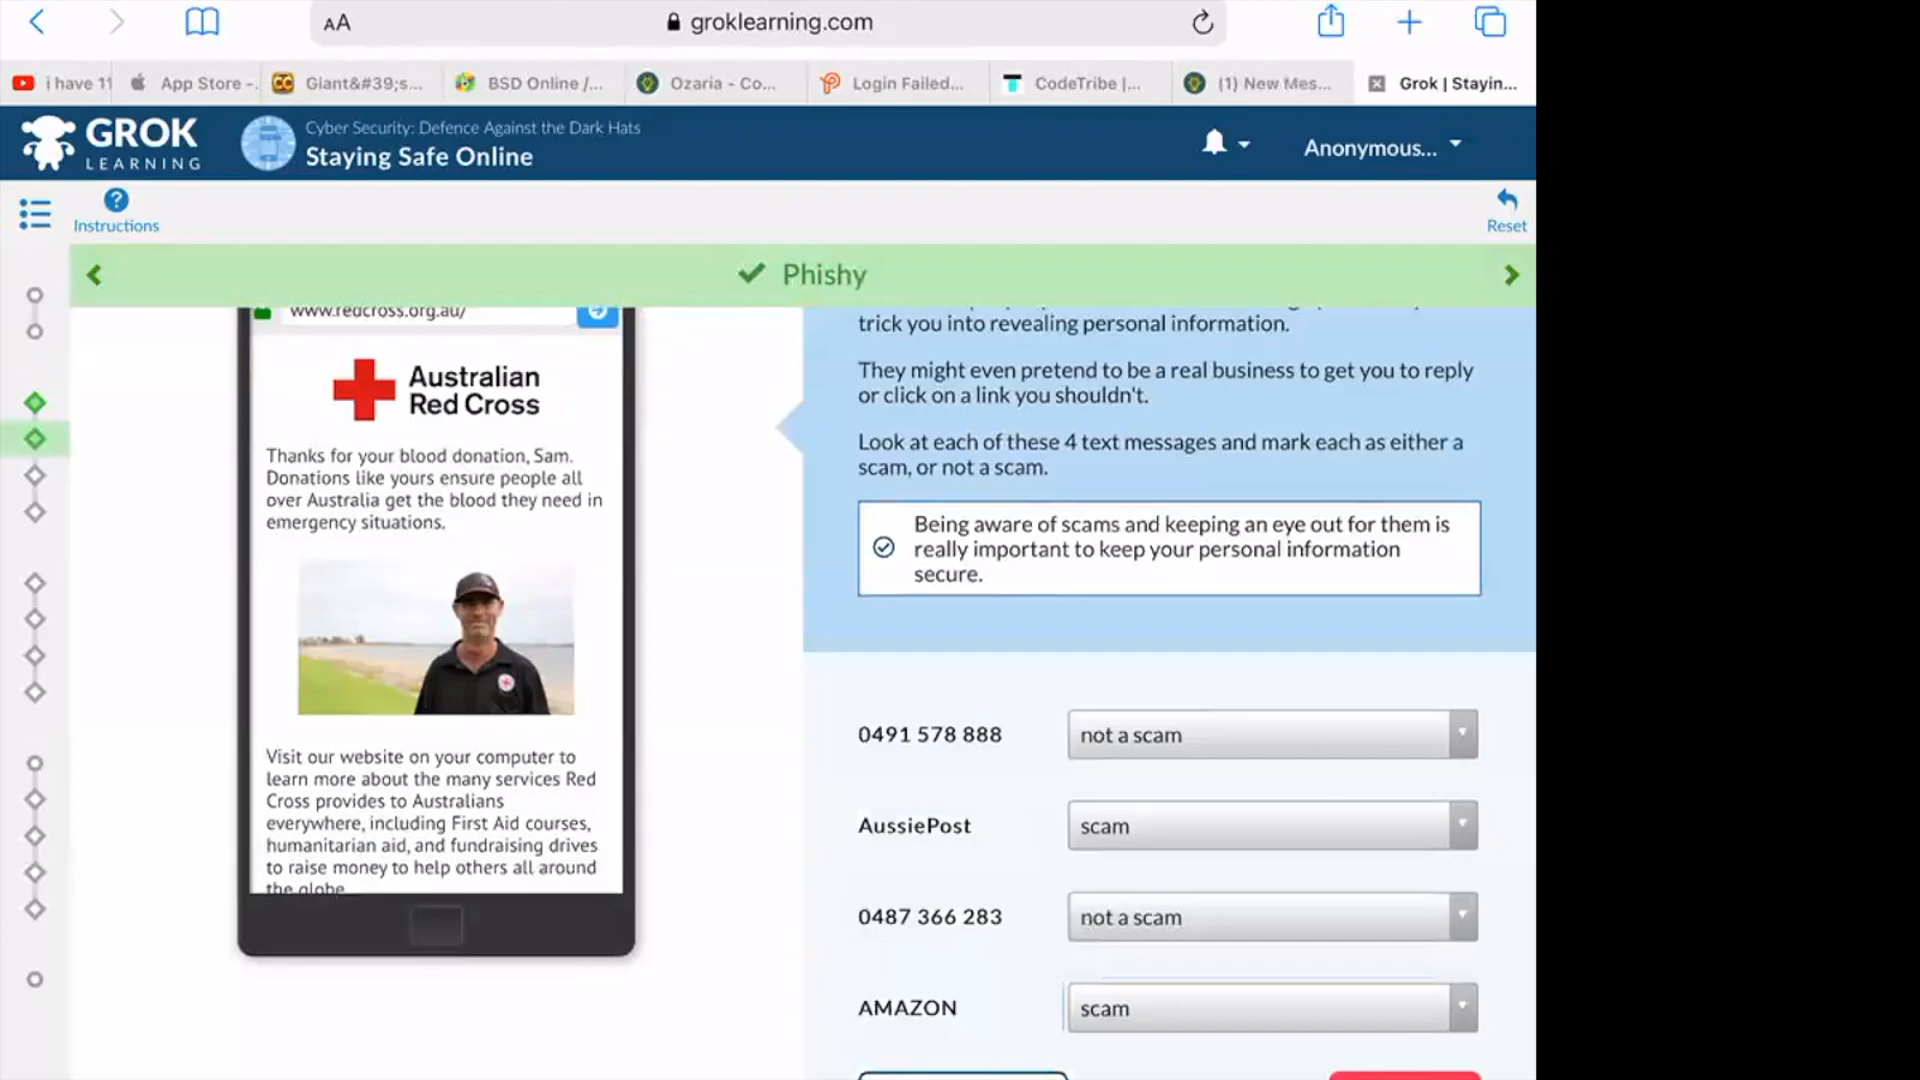 AA
groklearning.com
i have 11
App Store -.
Giant&#39;s...
BSD Online /...
Ozaria - Co...
Login Failed...
CodeTribe |...
(1) New Mes...
Grok | Stayin...
GROK
LEARNING
Cyber Security: Defence Against the Dark Hats
Staying Safe Online
Anonymous...
Instructions
Reset
Phishy
www.redcross.org.au/
Australian
Red Cross
Thanks for your blood donation, Sam.
Donations like yours ensure people all
over Australia get the blood they need in
emergency situations.
Visit our website on your computer to
learn more about the many services Red
Cross provides to Australians
everywhere, including First Aid courses,
humanitarian aid, and fundraising drives
to raise money to help others all around
the globe
trick you into revealing personal information.
They might even pretend to be a real business to get you to reply
or click on a link you shouldn't.
Look at each of these 4 text messages and mark each as either a
scam, or not a scam.
Being aware of scams and keeping an eye out for them is
really important to keep your personal information
secure.
0491 578 888
not a scam
AussiePost
scam
0487 366 283
not a scam
AMAZON
scam